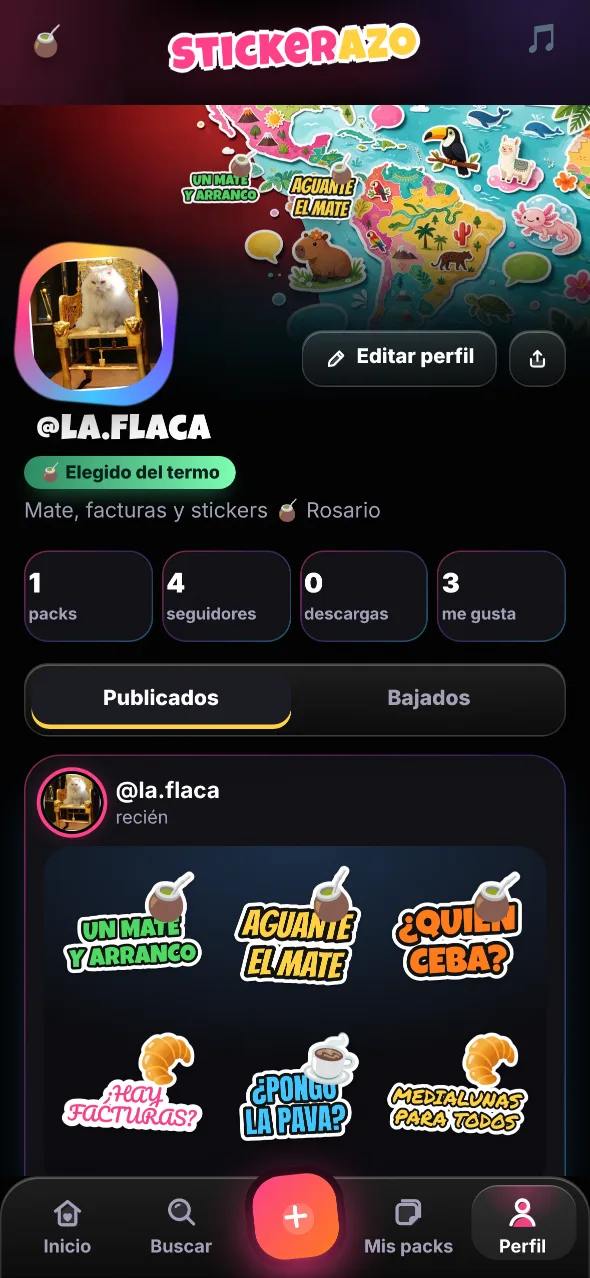 STICKERAZO
UN MATE
Y ARRANCO
AGUANTE
EL MATE
Editar perfil
@LA.FLACA
Elegido del termo
Mate, facturas y stickers 🧉 Rosario
1
packs
4
seguidores
0
descargas
3
me gusta
Publicados
Bajados
@la.flaca
recién
UN MATE
Y ARRANCO
AGUANTE
EL MATE
¿QUIÉN
CEBA?
¿HAY
FACTURAS?
¿PONGO
LA PAVA?
MEDIALUNAS
PARA TODOS
Inicio
Buscar
Mis packs
Perfil